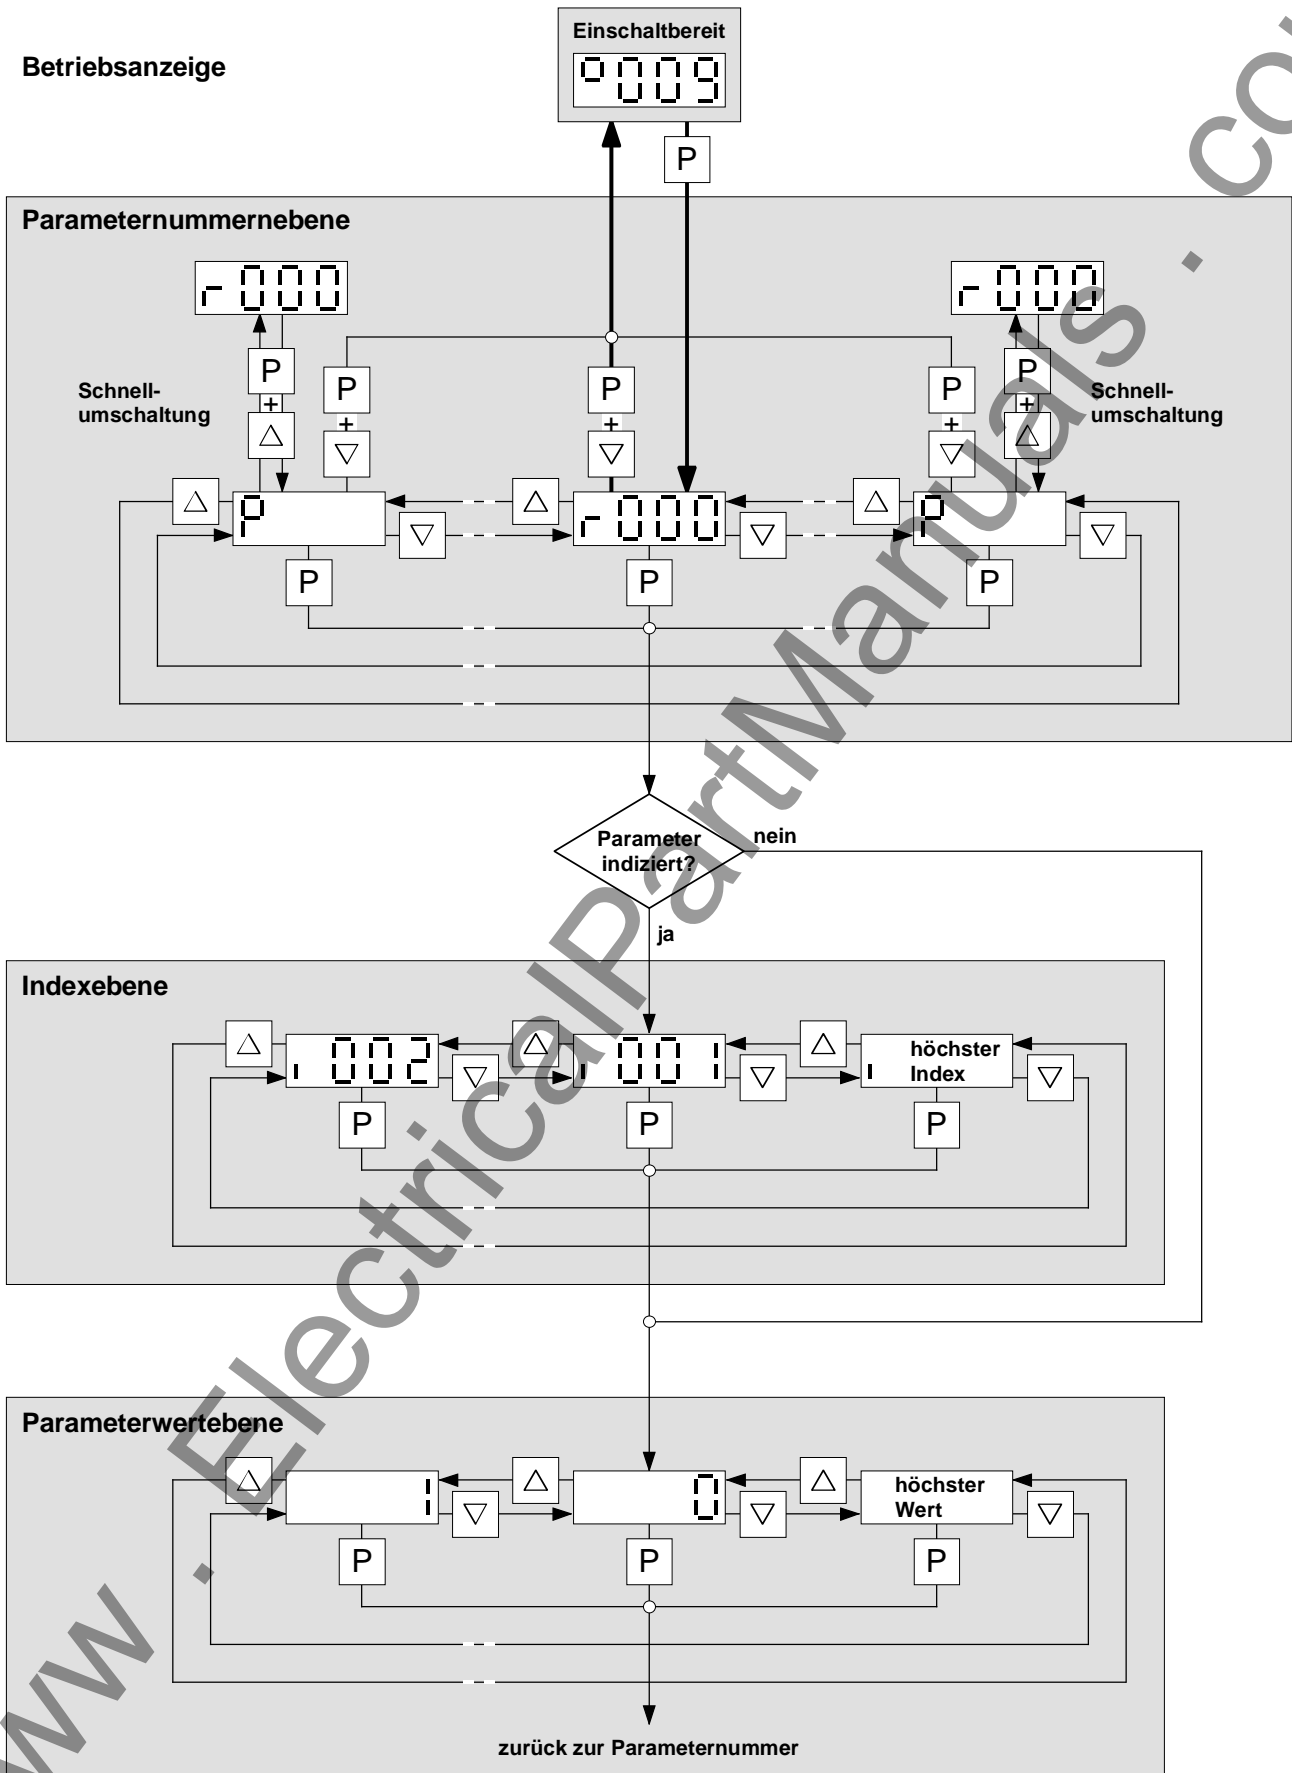 Einschaltbereit
Betriebsanzeige
°009
P
Parameternummernebene
r000
r000
P
P
P
P
P
Schnell-
umschaltung
+
+
+
+
+
Schnell-
umschaltung
P
r000
P
P
P
P
Parameter
indiziert?
nein
ja
Indexebene
002
001
höchster
Index
P
P
P
Parameterwertebene
1
0
höchster
Wert
P
P
P
zurück zur Parameternummer
www . ElectricalPartManuals . com